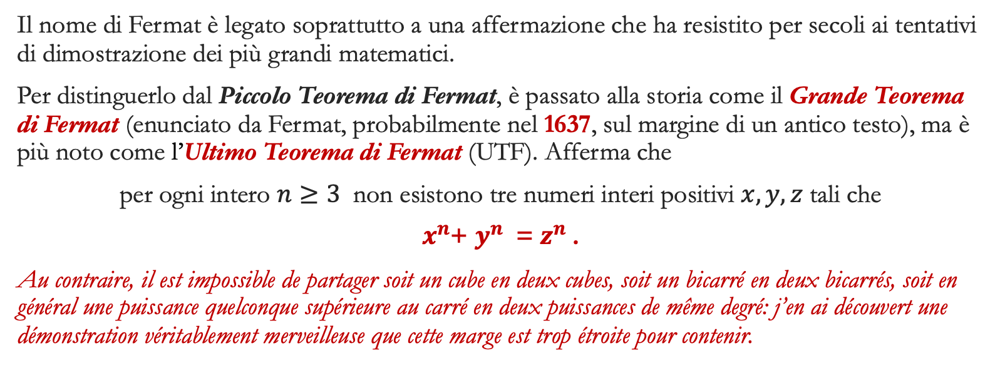 Il nome di Fermat è legato soprattutto a una affermazione che ha resistito per secoli ai tentativi
di dimostrazione dei più grandi matematici.
Per distinguerlo dal Piccolo Teorema di Fermat, è passato alla storia come il Grande Teorema
di Fermat (enunciato da Fermat, probabilmente nel 1637, sul margine di un antico testo), ma è
più noto come l’Ultimo Teorema di Fermat (UTF). Afferma che
per ogni intero n ≥ 3 non esistono tre numeri interi positivi x, y, z tali che
xⁿ+ yⁿ = zⁿ .
Au contraire, il est impossible de partager soit un cube en deux cubes, soit un bicarré en deux bicarrés, soit en
général une puissance quelconque supérieure au carré en deux puissances de même degré: j’en ai découvert une
démonstration véritablement merveilleuse que cette marge est trop étroite pour contenir.